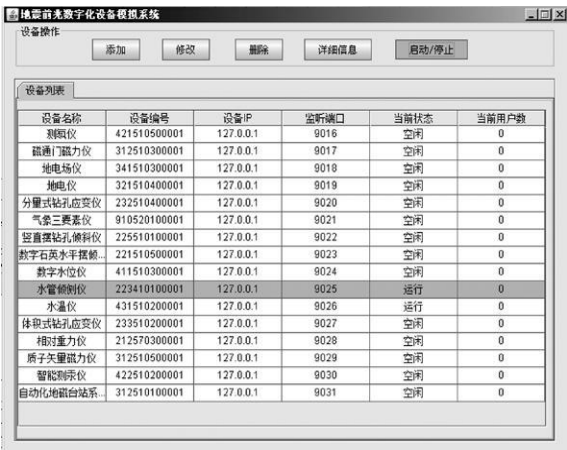 地震前兆数字化设备模拟系统
设备操作
添加 修改 删除 详细信息 启动/停止
设备列表
设备名称 设备编号 设备IP 监听端口 当前状态 当前用户数
测氡仪 421510500001 127.0.0.1 9016 空闲 0
磁通门磁力仪 312510300001 127.0.0.1 9017 空闲 0
地电场仪 341510300001 127.0.0.1 9018 空闲 0
地电仪 321510400001 127.0.0.1 9019 空闲 0
分量式钻孔应变仪 232510400001 127.0.0.1 9020 空闲 0
气象三要素仪 910520100001 127.0.0.1 9021 空闲 0
竖直摆钻孔倾斜仪 225510100001 127.0.0.1 9022 空闲 0
数字石英水平摆倾... 221510500001 127.0.0.1 9023 空闲 0
数字水位仪 411510300001 127.0.0.1 9024 空闲 0
水管倾侧仪 223410100001 127.0.0.1 9025 运行 0
水温仪 431510200001 127.0.0.1 9026 运行 0
体积式钻孔应变仪 233510200001 127.0.0.1 9027 空闲 0
相对重力仪 212570300001 127.0.0.1 9028 空闲 0
质子矢量磁力仪 312510500001 127.0.0.1 9029 空闲 0
智能测汞仪 422510200001 127.0.0.1 9030 空闲 0
自动化地磁台站系... 312510100001 127.0.0.1 9031 空闲 0